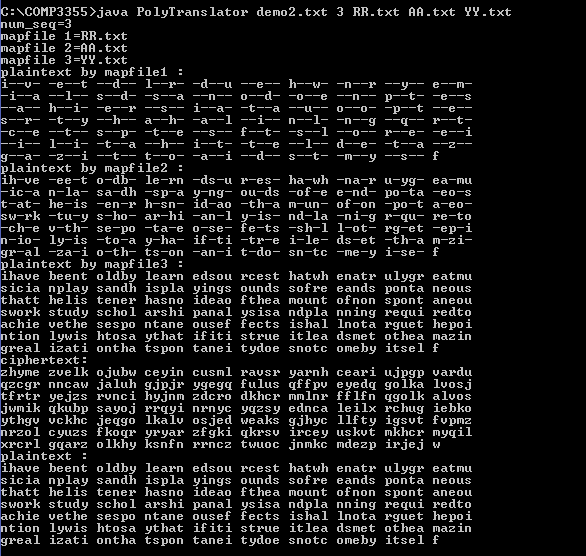 C:\COMP3355>java PolyTranslator demo2.txt 3 RR.txt AA.txt YY.txt
num_seq=3
mapfile 1=RR.txt
mapfile 2=AA.txt
mapfile 3=YY.txt
plaintext by mapfile1 :
i--v- -e--t --d-- l--r- -d--u --e-- h--w- -n--r --y-- e--m-
-i--a --l-- s--d- -s--a --n-- o--d- -o--e --n-- p--t- -e--s
--a-- h--i- -e--r --s-- i--a- -t--a --u-- o--o- -p--t --e--
s--r- -t--y --h-- a--h- -a--l --i-- n--l- -n--g --q-- r--t-
-c--e --t-- s--p- -t--e --s-- f--t- -s--l --o-- r--e- -e--i
--i-- l--i- -t--a --h-- i--t- -t--e --l-- d--e- -t--a --z--
g--a- -z--i --t-- t--o- -a--i --d-- s--t- -m--y --s-- f
plaintext by mapfile2 :
ih-ve -ee-t o-db- le-rn -ds-u r-es- ha-wh -na-r u-yg- ea-mu
-ic-a n-la- sa-dh -sp-a y-ng- ou-ds -of-e e-nd- po-ta -eo-s
t-at- he-is -en-r h-sn- id-ao -th-a m-un- of-on -po-t a-eo-
sw-rk -tu-y s-ho- ar-hi -an-l y-is- nd-la -ni-g r-qu- re-to
-ch-e v-th- se-po -ta-e o-se- fe-ts -sh-l l-ot- rg-et -ep-i
n-io- ly-is -to-a y-ha- if-ti -tr-e i-le- ds-et -th-a m-zi-
gr-al -za-i o-th- ts-on -an-i t-do- sn-tc -me-y i-se- f
plaintext by mapfile3 :
ihave beent oldby learn edsou rcest hatwh enatr ulygr eatmu
sicia nplay sandh ispla yings ounds sofre eands ponta neous
thatt helis tener hasno ideao fthea mount ofnon spont aneou
swork study schol arshi panal ysisa ndpla nning requi redto
achie vethe sespo ntane ousef fects ishal lnota rguet hepoi
ntion lywis htosa ythat ifiti strue itlea dsmet othea mazin
greal izati ontha tspon tanei tydoe snotc omeby itsel f
ciphertext:
zhyme zvelk ojubw ceyin cusml ravsr yarnh ceari ujpgp vardu
qzcgr nncaw jaluh gjpjr ygegq fulus qffpv eyedq golka lvosj
tfrtr yejzs rvnci hyjnm zdcro dkhcr mmlnr fflfn qgolk alvos
jwmik qkubp sayoj rrqyi nrnyc yqzsy ednca leilx rchug iebko
ythgv vckhc jeqgo lkalv osjed weaks gjhyc llfty igsvt fvpmz
nrzol cyuzs fkoqr yryar zfgki qkrsv ircey uskvt mkhcr myqil
xrcrl gqarz olkhy ksnfn rrncz twuoc jnmkc mdezp irjej w
plaintext :
ihave beent oldby learn edsou rcest hatwh enatr ulygr eatmu
sicia nplay sandh ispla yings ounds sofre eands ponta neous
thatt helis tener hasno ideao fthea mount ofnon spont aneou
swork study schol arshi panal ysisa ndpla nning requi redto
achie vethe sespo ntane ousef fects ishal lnota rguet hepoi
ntion lywis htosa ythat ifiti strue itlea dsmet othea mazin
greal izati ontha tspon tanei tydoe snotc omeby itsel f